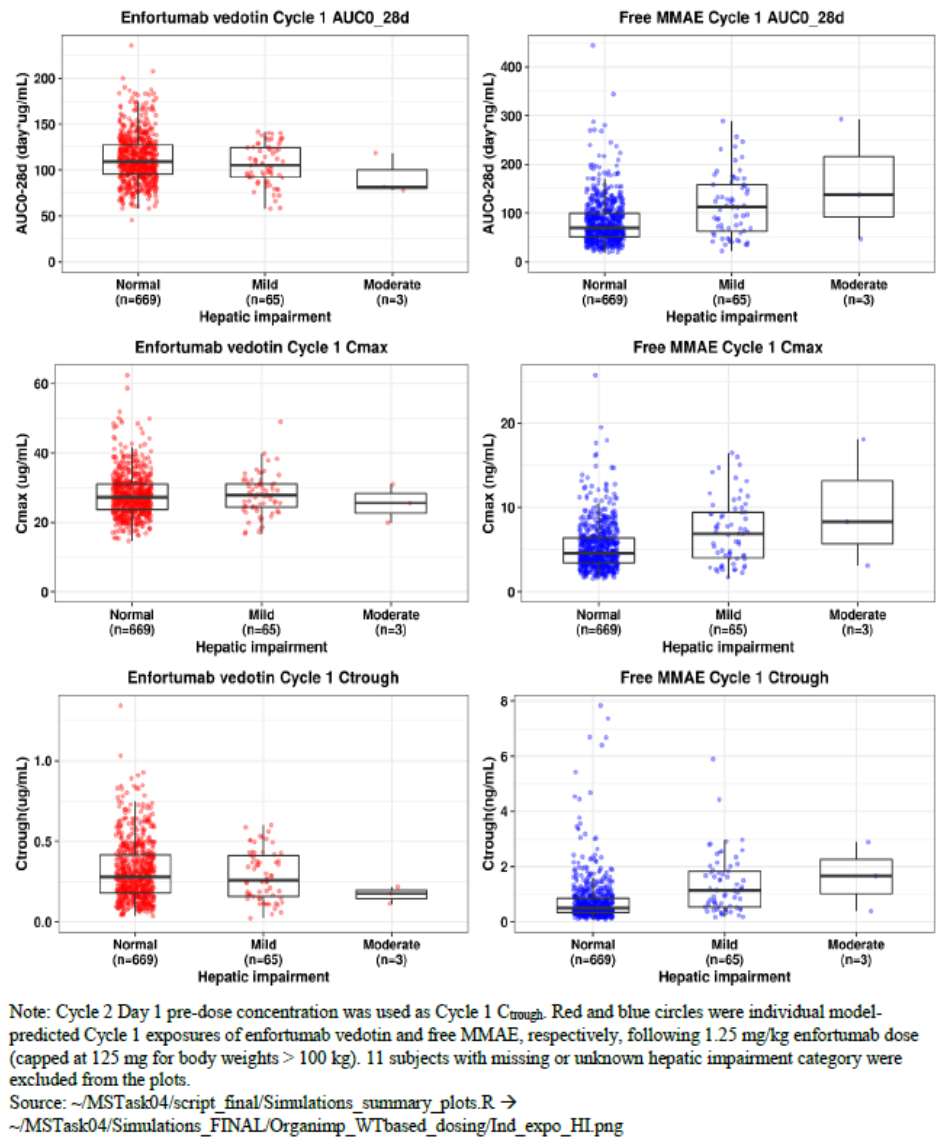 Enfortumab vedotin Cycle 1 AUC0_28d
AUC0-28d (day*ug/mL)
200
150
100
50
0
Normal
(n=669)
Mild
(n=65)
Moderate
(n=3)
Hepatic impairment
Free MMAE Cycle 1 AUC0_28d
AUC0-28d (day*ng/mL)
400
300
200
100
0
Normal
(n=669)
Mild
(n=65)
Moderate
(n=3)
Hepatic impairment
Enfortumab vedotin Cycle 1 Cmax
Cmax (ug/mL)
60
40
20
0
Normal
(n=669)
Mild
(n=65)
Moderate
(n=3)
Hepatic impairment
Free MMAE Cycle 1 Cmax
Cmax (ng/mL)
20
10
0
Normal
(n=669)
Mild
(n=65)
Moderate
(n=3)
Hepatic impairment
Enfortumab vedotin Cycle 1 Ctrough
Ctrough(ug/mL)
1.0
0.5
0.0
Normal
(n=669)
Mild
(n=65)
Moderate
(n=3)
Hepatic impairment
Free MMAE Cycle 1 Ctrough
Ctrough(ng/mL)
8
6
4
2
0
Normal
(n=669)
Mild
(n=65)
Moderate
(n=3)
Hepatic impairment
Note: Cycle 2 Day 1 pre-dose concentration was used as Cycle 1 Ctrough. Red and blue circles were individual model-
predicted Cycle 1 exposures of enfortumab vedotin and free MMAE, respectively, following 1.25 mg/kg enfortumab dose
(capped at 125 mg for body weights > 100 kg). 11 subjects with missing or unknown hepatic impairment category were
excluded from the plots.
Source: ~/MSTask04/script_final/Simulations_summary_plots.R →
~/MSTask04/Simulations_FINAL/Organimp_WTbased_dosing/Ind_expo_HI.png